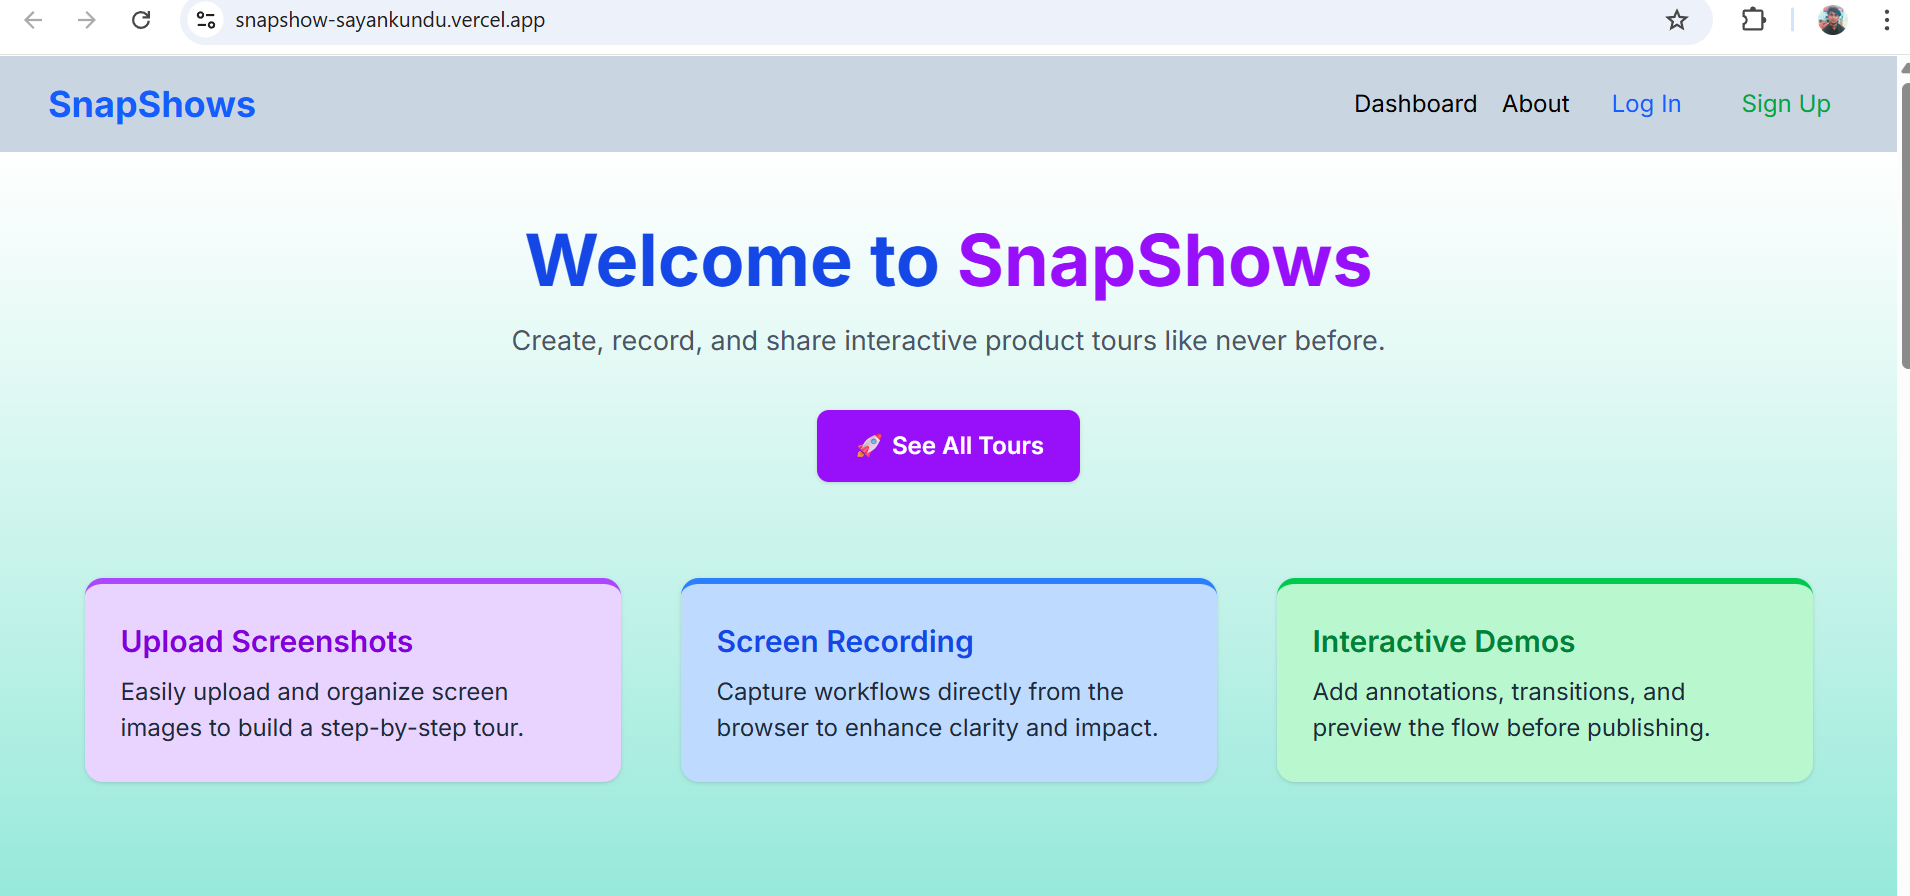 snapshow-sayankundu.vercel.app
SnapShows
Dashboard About Log In Sign Up
Welcome to SnapShows
Create, record, and share interactive product tours like never before.
🚀 See All Tours
Upload Screenshots
Easily upload and organize screen
images to build a step-by-step tour.
Screen Recording
Capture workflows directly from the
browser to enhance clarity and impact.
Interactive Demos
Add annotations, transitions, and
preview the flow before publishing.